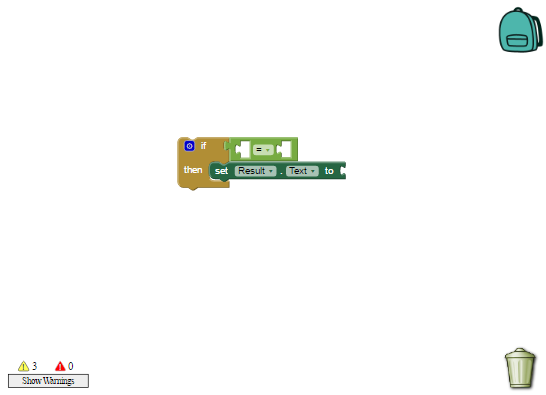 if =
then set Result . Text to
3 0
Show Warnings